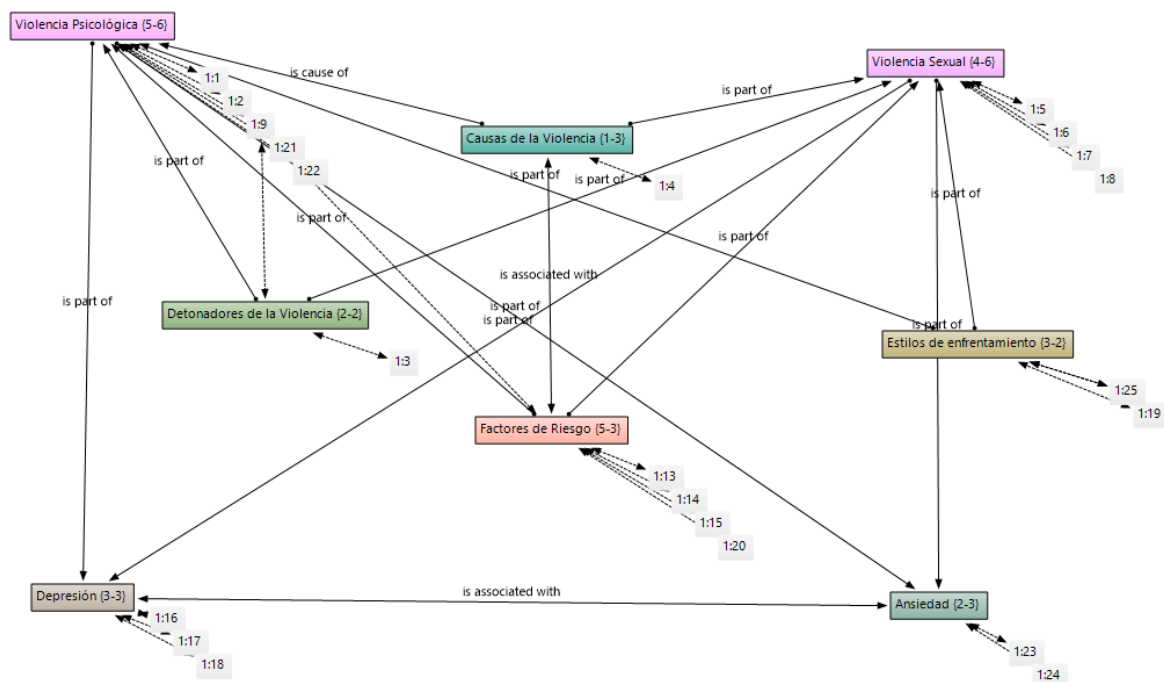 Violencia Psicológica {5-6}
Violencia Sexual {4-6}
is cause of
1:1
is part of
1:2
1:5
1:9
Causas de la Violencia {1-3}
1:6
1:21
1:7
is part of
1:22
is part of
is part of
1:4
is part of
1:8
is part of
is part of
is associated with
is part of
is part of
is part of
Detonadores de la Violencia {2-2}
is part of
Estilos de enfrentamiento {3-2}
1:3
1:25
1:19
Factores de Riesgo {5-3}
1:13
1:14
1:15
1:20
is associated with
Depresión {3-3}
Ansiedad {2-3}
1:16
1:17
1:18
1:23
1:24